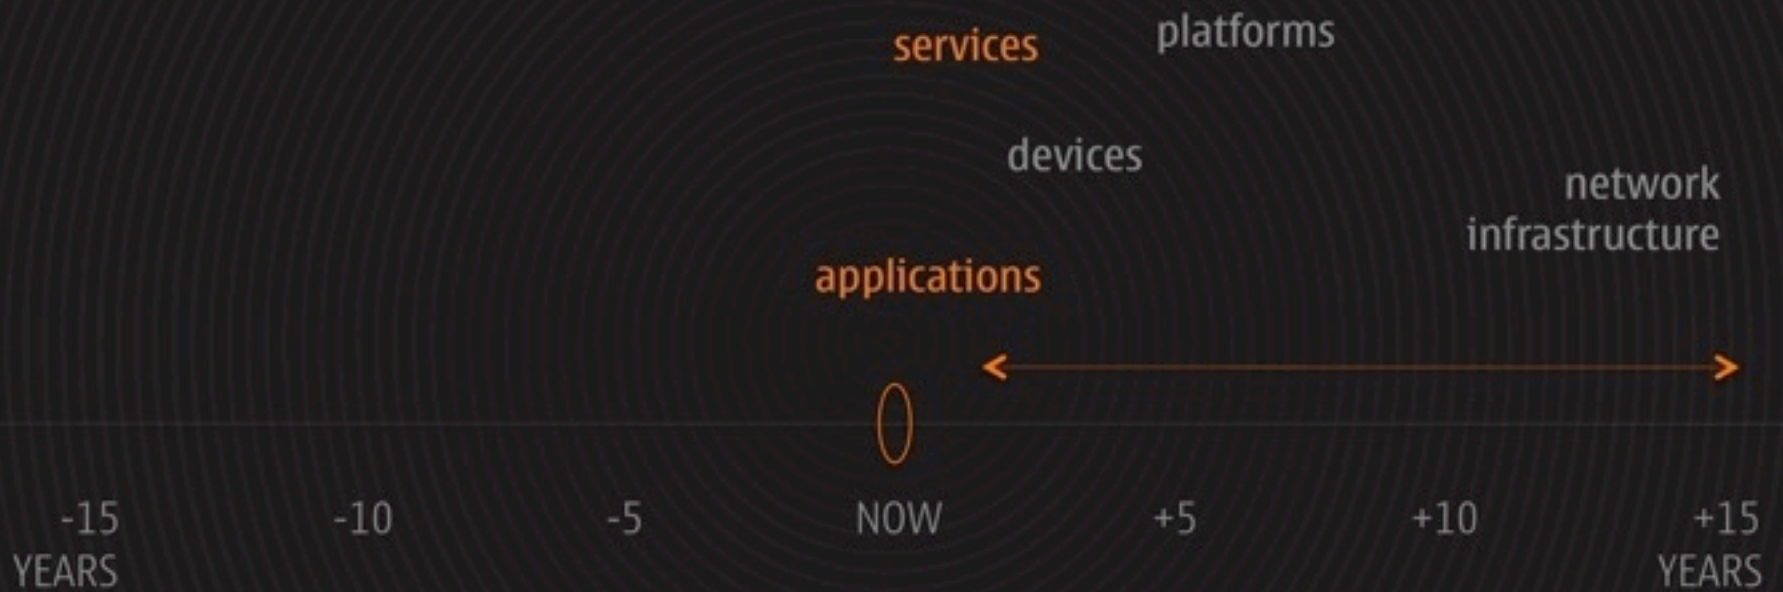 services
platforms
devices
network
infrastructure
applications
-15 -10 -5 NOW +5 +10 +15
YEARS YEARS